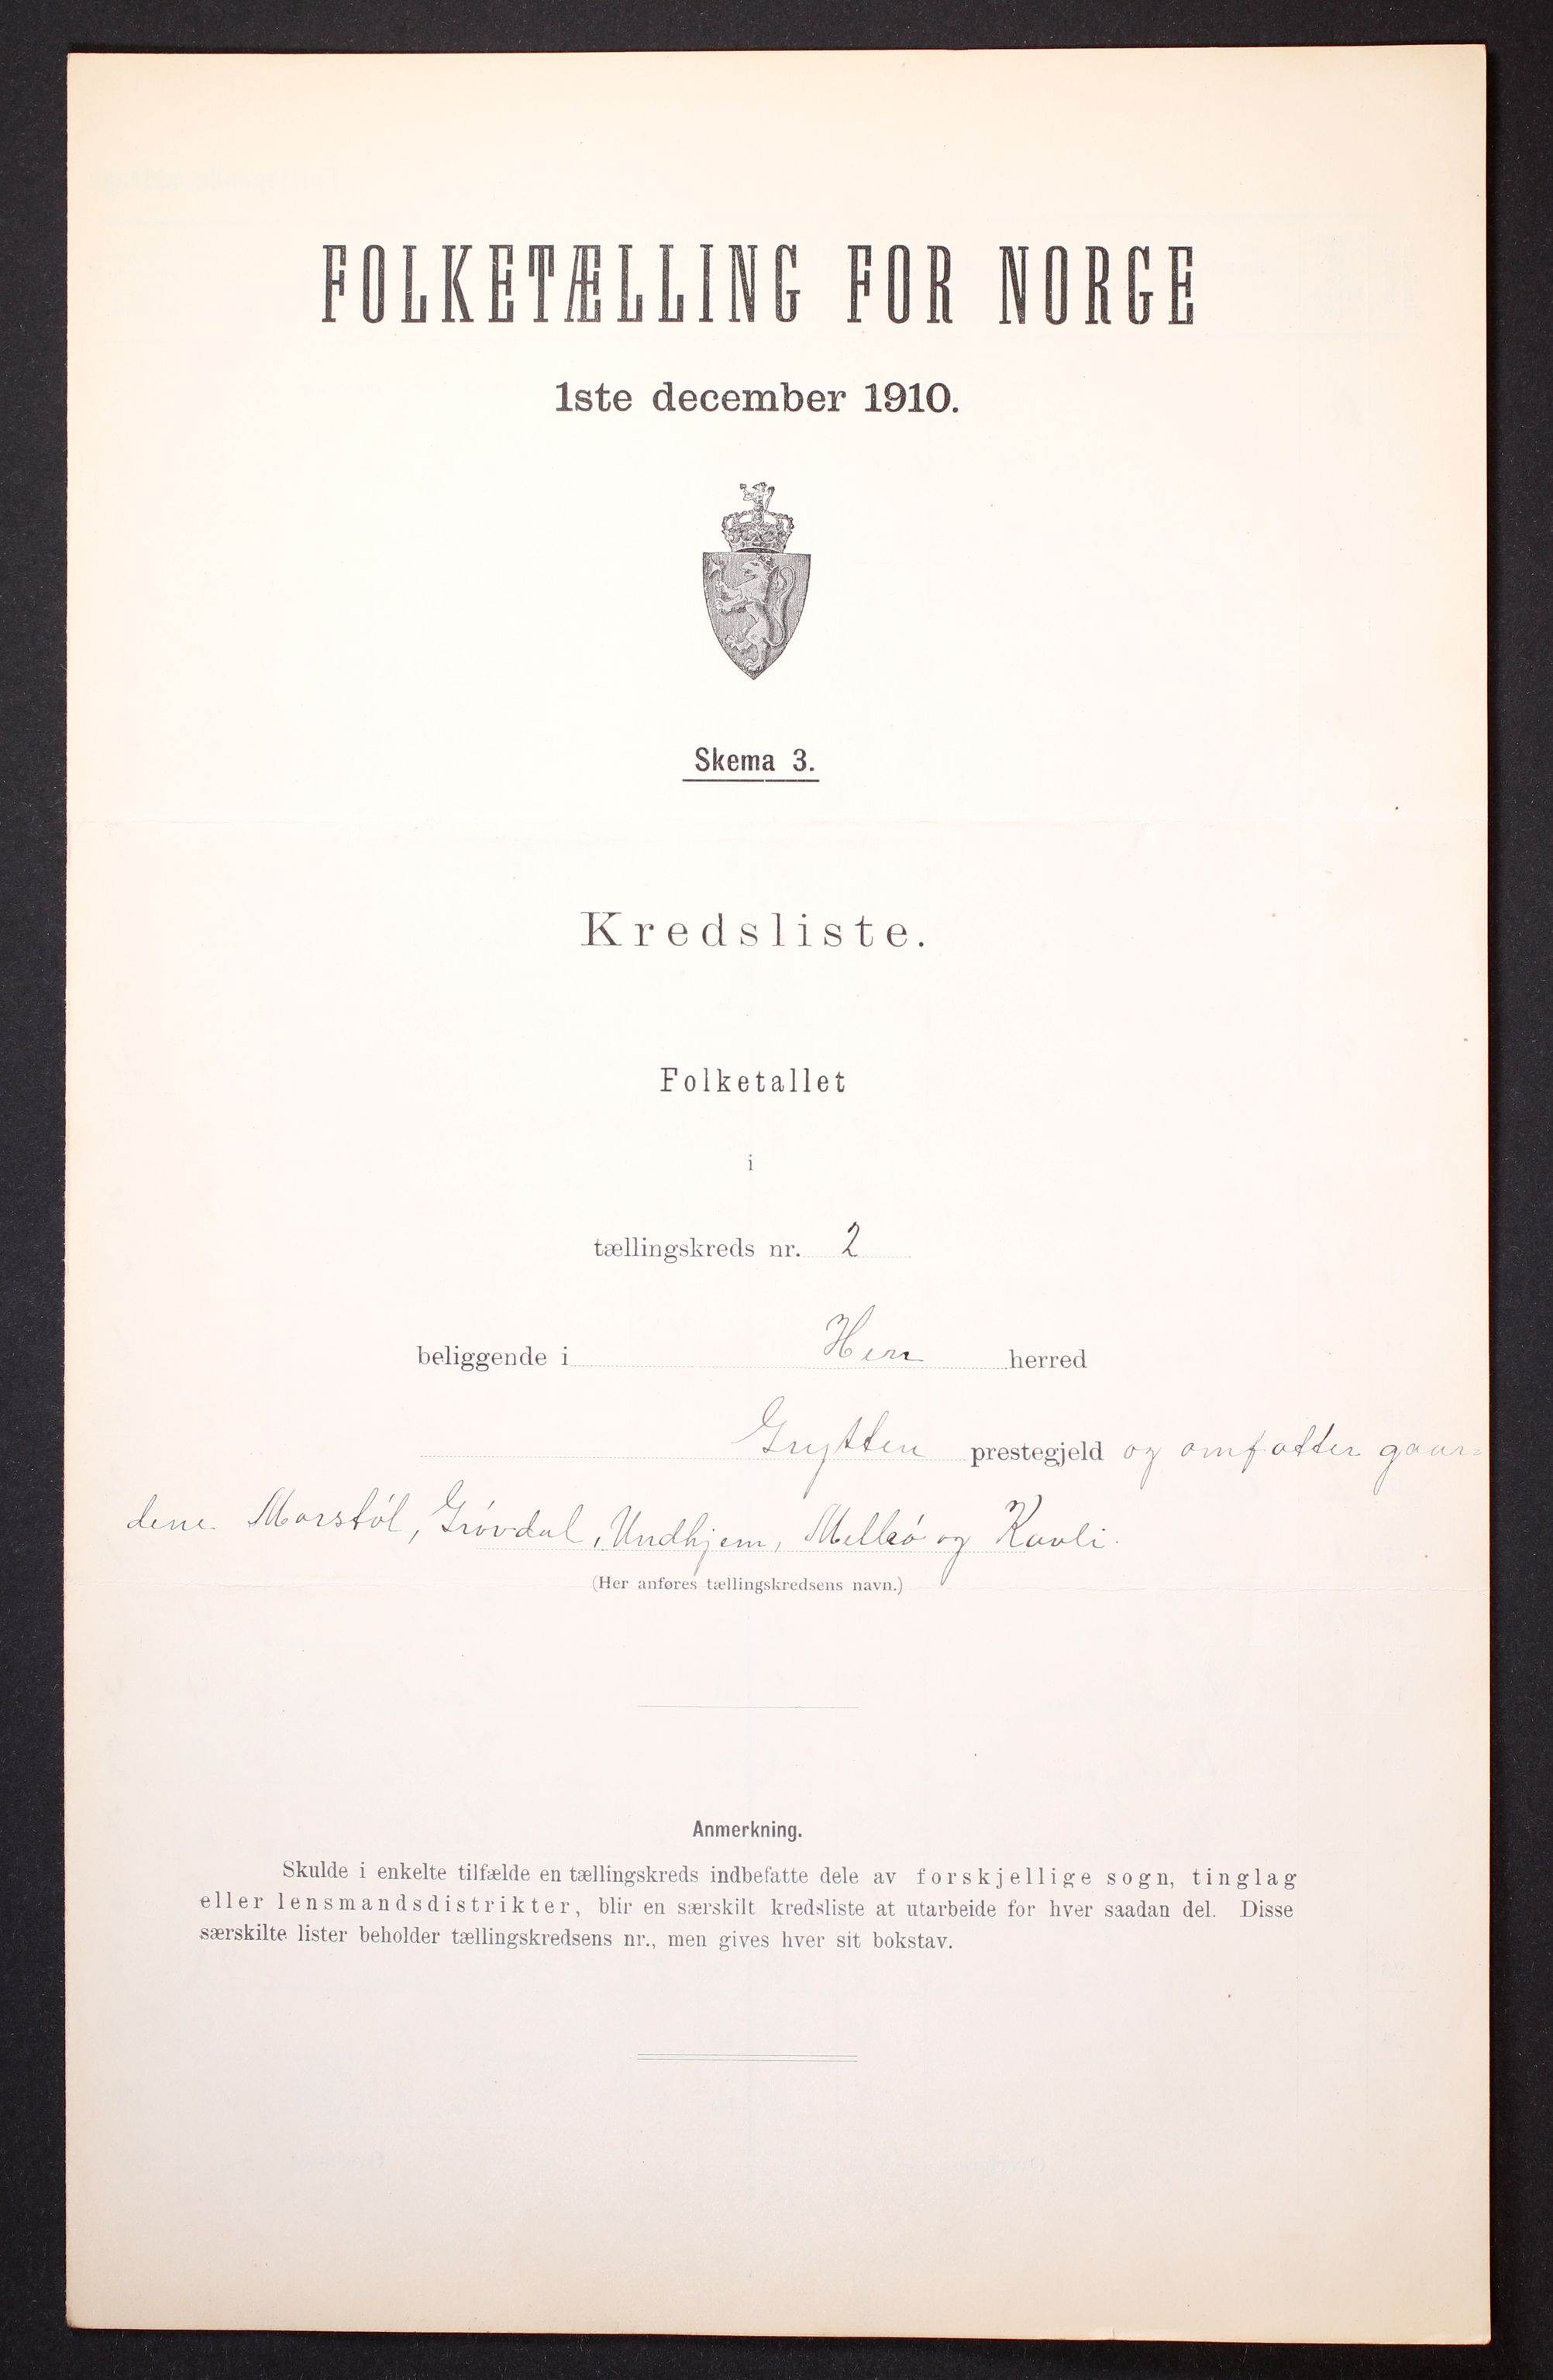 FOLKETÆLLING FOR NORGE
1ste december 1910.
Skema 3.
Kredsliste.
Folketallet
i
tællingskreds nr. 2
beliggende i Hen herred
Grytten prestegjeld og omfatter gaar=
dene Marstøl, Grøvdal, Undhjem, Mellsó og Kavli.
(Her anføres tællingskredsens navn.)
Anmerkning.
Skulde i enkelte tilfælde en tællingskreds indbefatte dele av forskjellige sogn, tinglag
eller lensmandsdistrikter, blir en særskilt kredsliste at utarbeide for hver saadan del. Disse
særskilte lister beholder tællingskredsens nr., men gives hver sit bokstav.